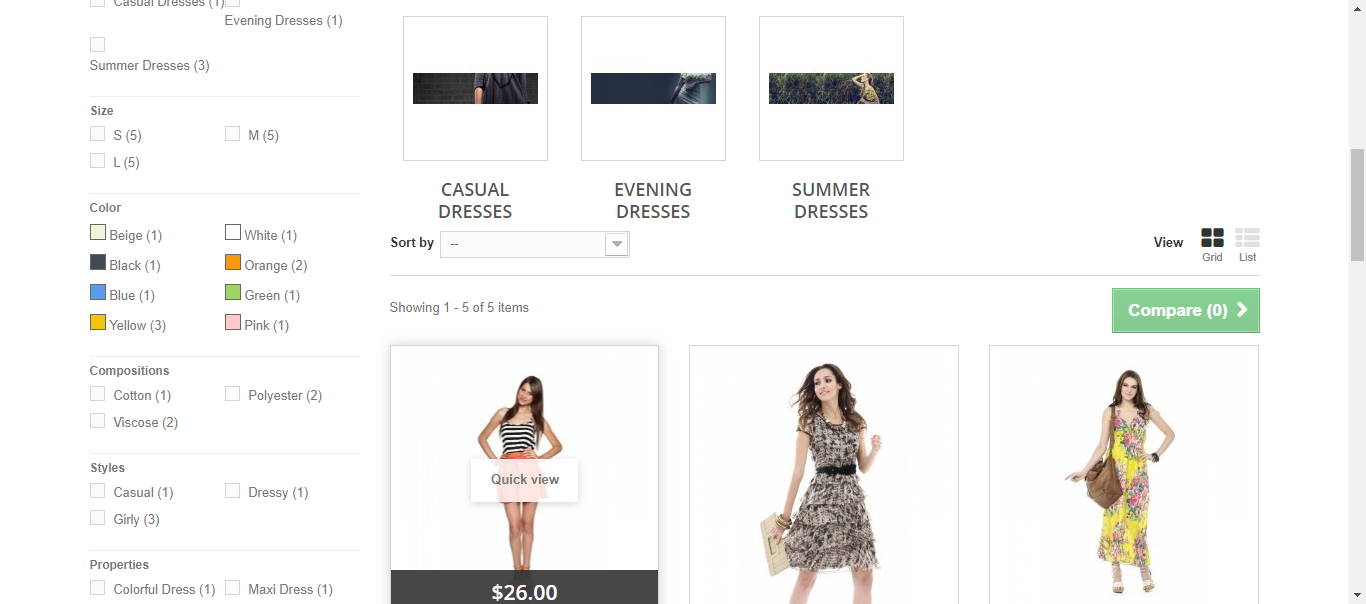 Casual Dresses (1)
Evening Dresses (1)
Summer Dresses (3)
Size
S (5)
M (5)
L (5)
Color
Beige (1)
White (1)
Black (1)
Orange (2)
Blue (1)
Green (1)
Yellow (3)
Pink (1)
Compositions
Cotton (1)
Polyester (2)
Viscose (2)
Styles
Casual (1)
Dressy (1)
Girly (3)
Properties
Colorful Dress (1)
Maxi Dress (1)
CASUAL
DRESSES
EVENING
DRESSES
SUMMER
DRESSES
Sort by
--
View
Grid
List
Showing 1 - 5 of 5 items
Compare (0)
Quick view
$26.00